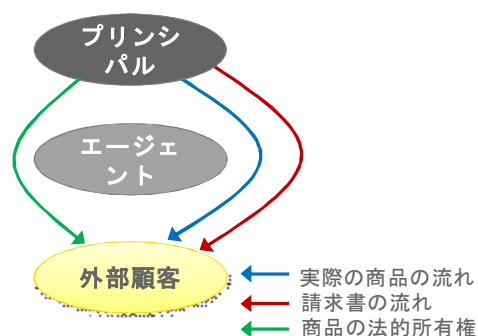 プリンシ
パル
エージェ
ント
外部顧客
実際の商品の流れ
請求書の流れ
商品の法的所有権